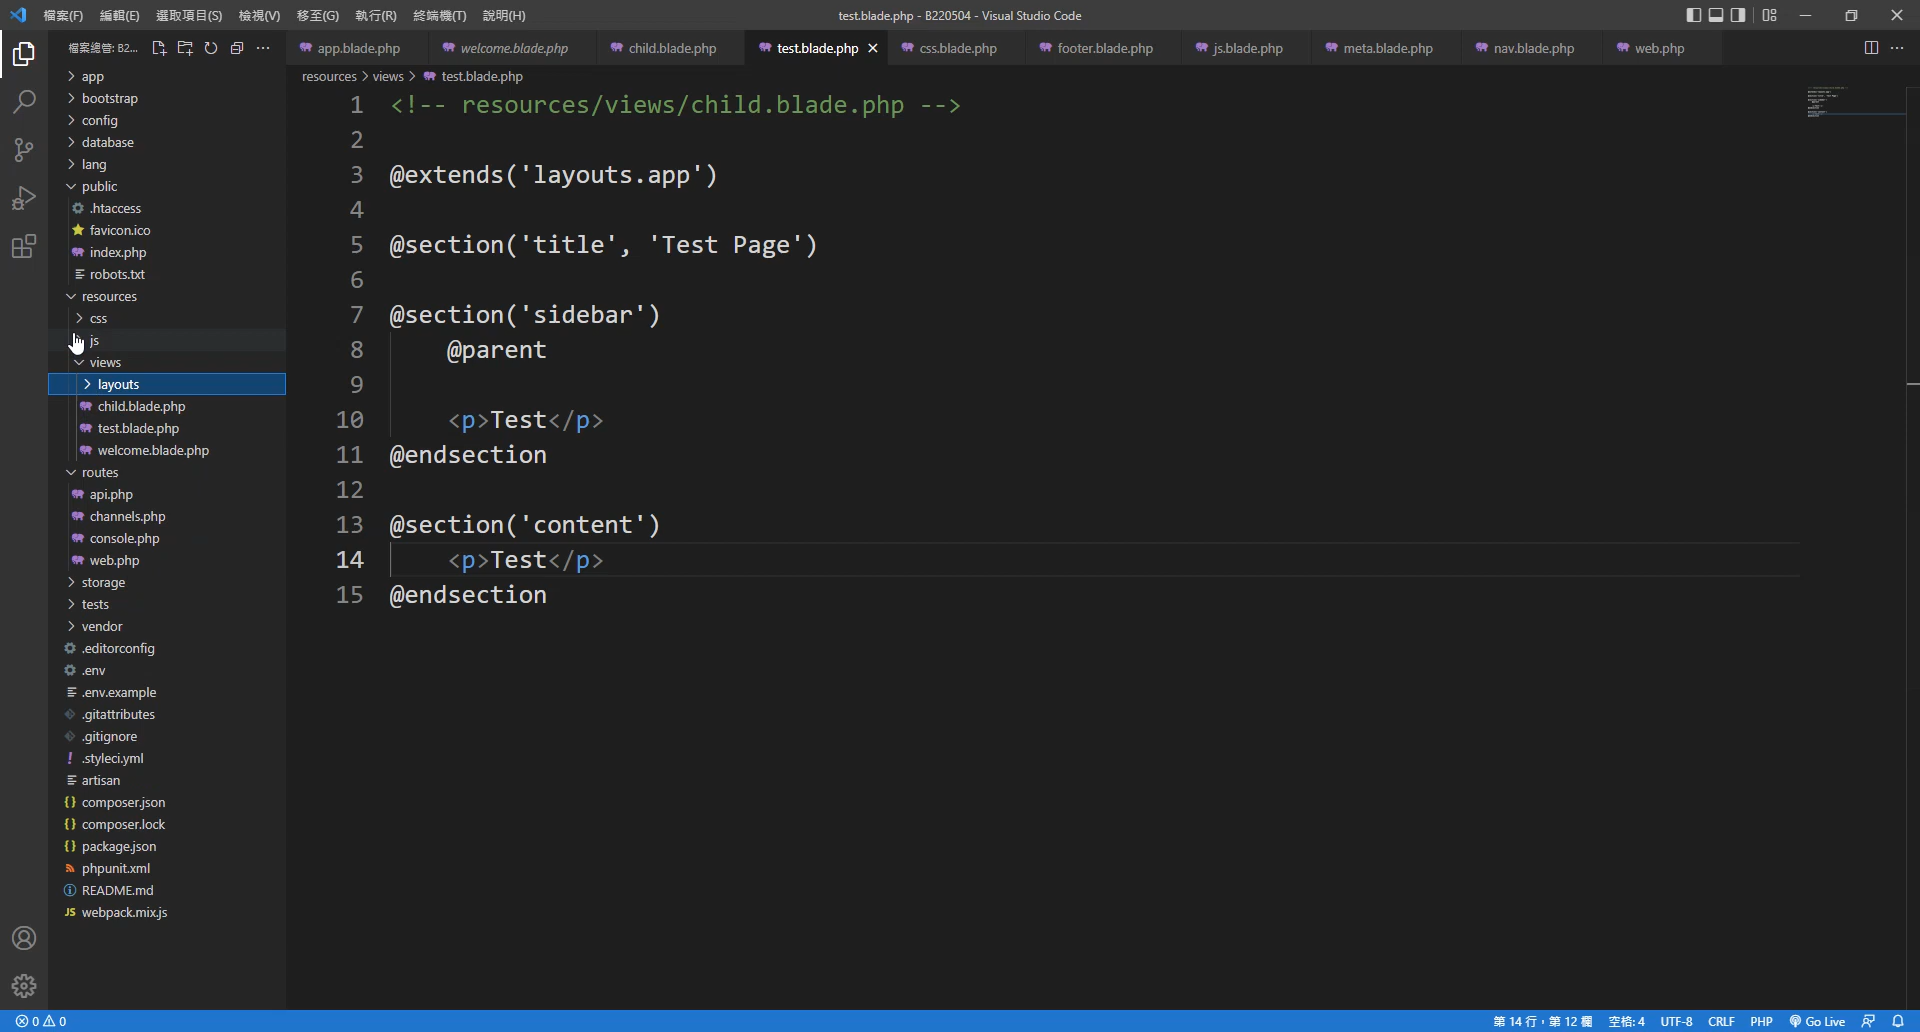 檔案(F) 編輯(E) 選取項目(S) 檢視(V) 移至(G) 執行(R) 終端機(T) 說明(H) test.blade.php - B220504 - Visual Studio Code
檔案總管: B2...
app.blade.php welcome.blade.php child.blade.php test.blade.php css.blade.php footer.blade.php js.blade.php meta.blade.php nav.blade.php web.php
resources > views > test.blade.php
app
bootstrap
config
database
lang
public
.htaccess
favicon.ico
index.php
robots.txt
resources
css
js
views
layouts
child.blade.php
test.blade.php
welcome.blade.php
routes
api.php
channels.php
console.php
web.php
storage
tests
vendor
.editorconfig
.env
.env.example
.gitattributes
.gitignore
! .styleci.yml
artisan
{} composer.json
{} composer.lock
{} package.json
phpunit.xml
README.md
JS webpack.mix.js
1 <!-- resources/views/child.blade.php -->
2
3 @extends('layouts.app')
4
5 @section('title', 'Test Page')
6
7 @section('sidebar')
8 @parent
9
10 <p>Test</p>
11 @endsection
12
13 @section('content')
14 <p>Test</p>
15 @endsection
0 0 第 14 行，第 12 欄 空格: 4 UTF-8 CRLF PHP Go Live